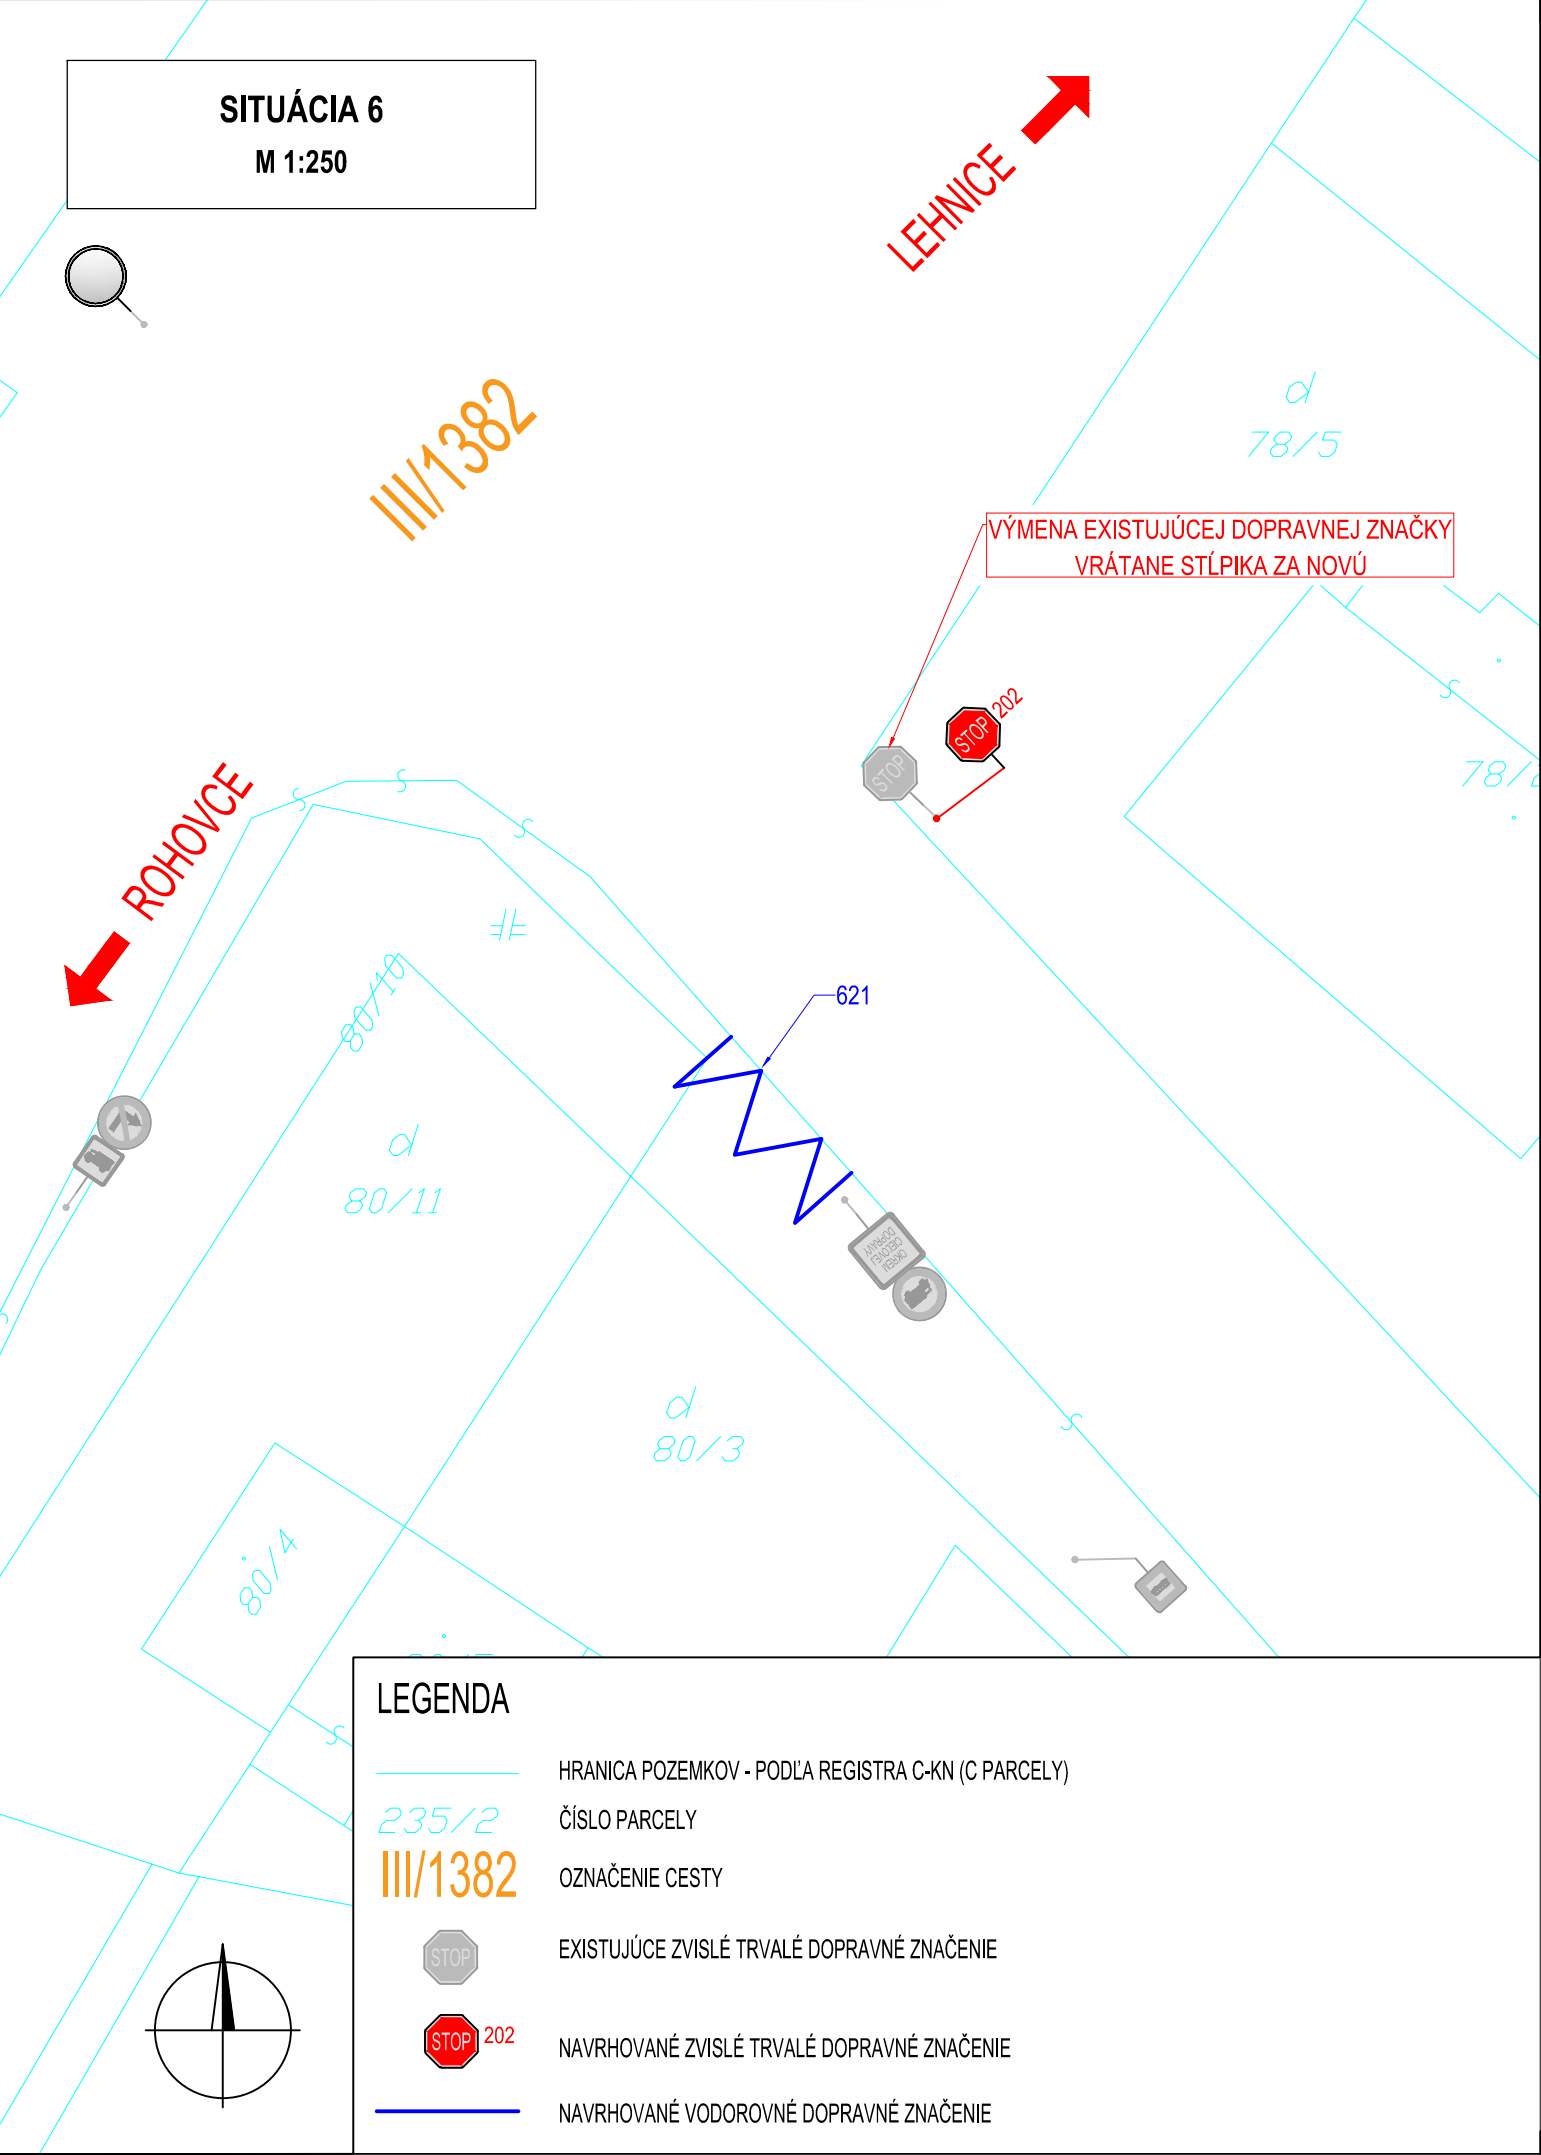 SITUÁCIA 6
M 1:250
LEHNICE
III/1382
d
78/5
VÝMENA EXISTUJÚCEJ DOPRAVNEJ ZNAČKY
VRÁTANE STĹPIKA ZA NOVÚ
STOP 202
STOP
ROHOVCE
80/10
621
d
80/11
OKREM
CIEĽOVEJ
DOPRAVY
d
80/3
80/4
LEGENDA
HRANICA POZEMKOV - PODĽA REGISTRA C-KN (C PARCELY)
235/2 ČÍSLO PARCELY
III/1382 OZNAČENIE CESTY
STOP EXISTUJÚCE ZVISLÉ TRVALÉ DOPRAVNÉ ZNAČENIE
STOP 202 NAVRHOVANÉ ZVISLÉ TRVALÉ DOPRAVNÉ ZNAČENIE
NAVRHOVANÉ VODOROVNÉ DOPRAVNÉ ZNAČENIE